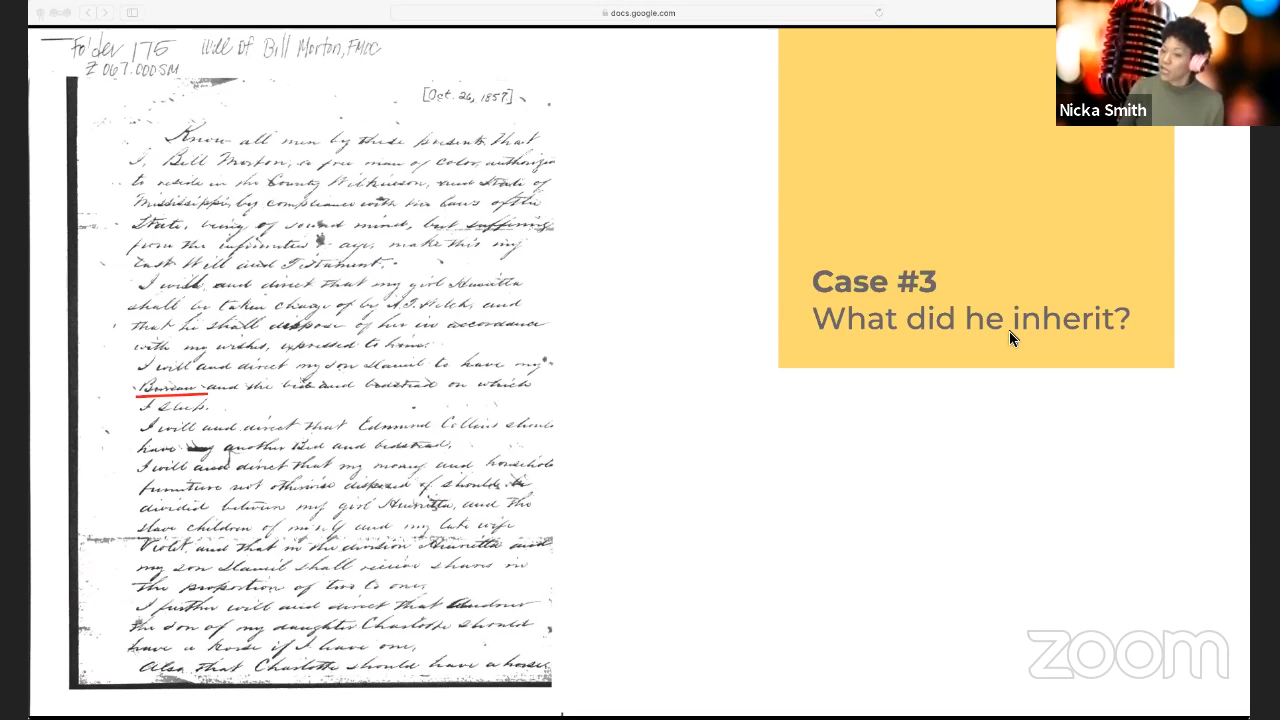 docs.google.com
Folder 175 Will of Bill Morton, FMOC
Z 067.000SM
[Oct. 26, 1857]
Know all men by these presents, that
I, Bill Morton, a free man of color, authorized
to reside in the County Wilkinson, and State of
Mississippi, by compliance with the laws of the
State, being of sound mind, but suffering
from the infirmities age, make this my
Last Will and Testament.
I will and direct that my girl Henrietta
shall be taken charge of by Welch, and
that he shall dispose of her in accordance
with my wishes, expressed to him.
I will and direct my son Daniel to have my
Bureau and the bed and bedstead on which
I sleep.
I will and direct that Edmund Collins should
have another Bed and bedstead.
I will and direct that my money and household
furniture not otherwise disposed of should be
divided between my girl Henrietta, and the
slave children of myself and my late wife
Violet, and that in the division Henrietta and
my son Daniel shall receive shares in
the proportion of two to one.
I further will and direct that
the son of my daughter Charlotte should
have a horse if I have one.
Also that Charlotte should have a horse
Case #3
What did he inherit?
Nicka Smith
zoom